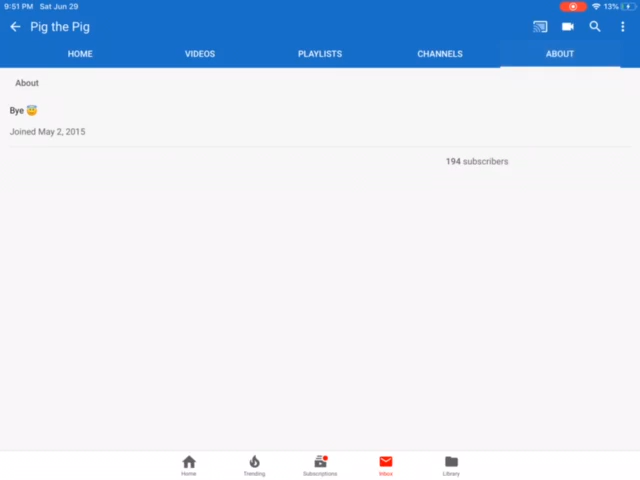 9:51 PM Sat Jun 29 13%
Pig the Pig
HOME VIDEOS PLAYLISTS CHANNELS ABOUT
About
Bye 😇
Joined May 2, 2015
194 subscribers
Home Trending Subscriptions Inbox Library